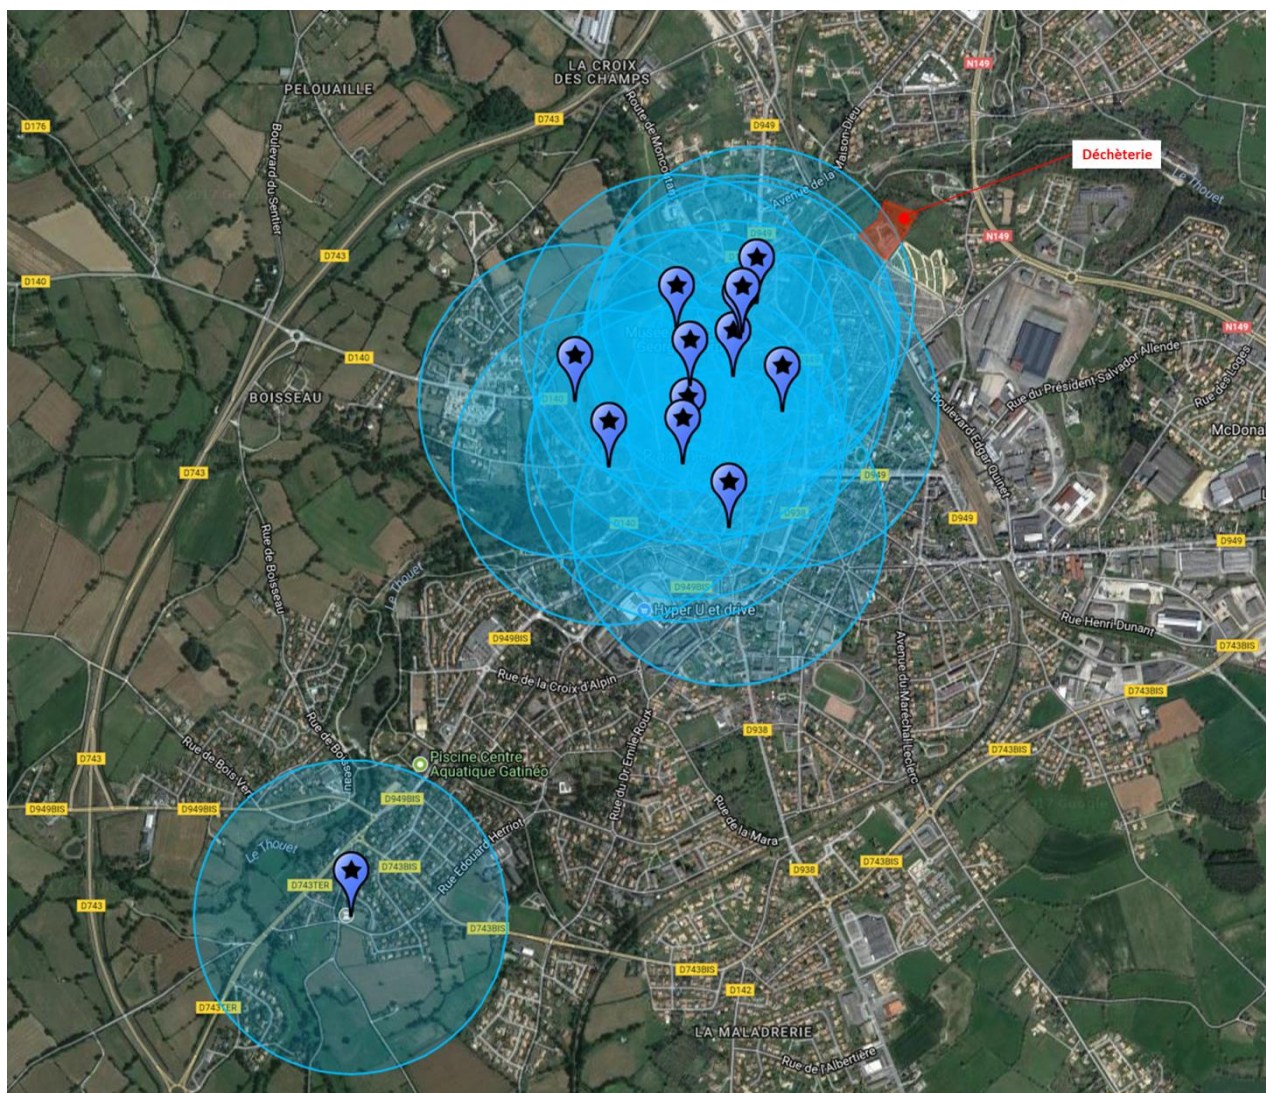 LA CROIX
DES CHAMPS
N149
PELOUAILLE
D743
D176
D949
Route de Moncontour
Avenue de la Maison-Dieu
Déchèterie
Le Thouet
Boulevard du Sentier
D949
N149
D743
D140
N149
D140
Rue du Président-Salvador Allende
Rue des Loges
BOISSEAU
D140
Boulevard Edgar Quinet
McDona
D743
D949
D140
D938
D949
D949
Rue de Boisseau
Le Thouet
D949BIS
Hyper U et drive
Rue Henri Dunant
D949BIS
D743BIS
Rue de la Croix d'Alpin
Avenue du Maréchal Leclerc
D743BIS
Rue du Dr Emile Roux
Rue de Boisseau
D938
D743BIS
Rue de Bois-Ver
D743
Piscine Centre
Aquatique Gatinéo
D949BIS
D949BIS
D949BIS
Rue de la Mara
Rue Edouard Hérriot
Le Thouet
D743BIS
D743BIS
D938
D743TER
D743
D743BIS
D743BIS
D142
D743TER
LA MALADRERIE
Rue de l'Albertière